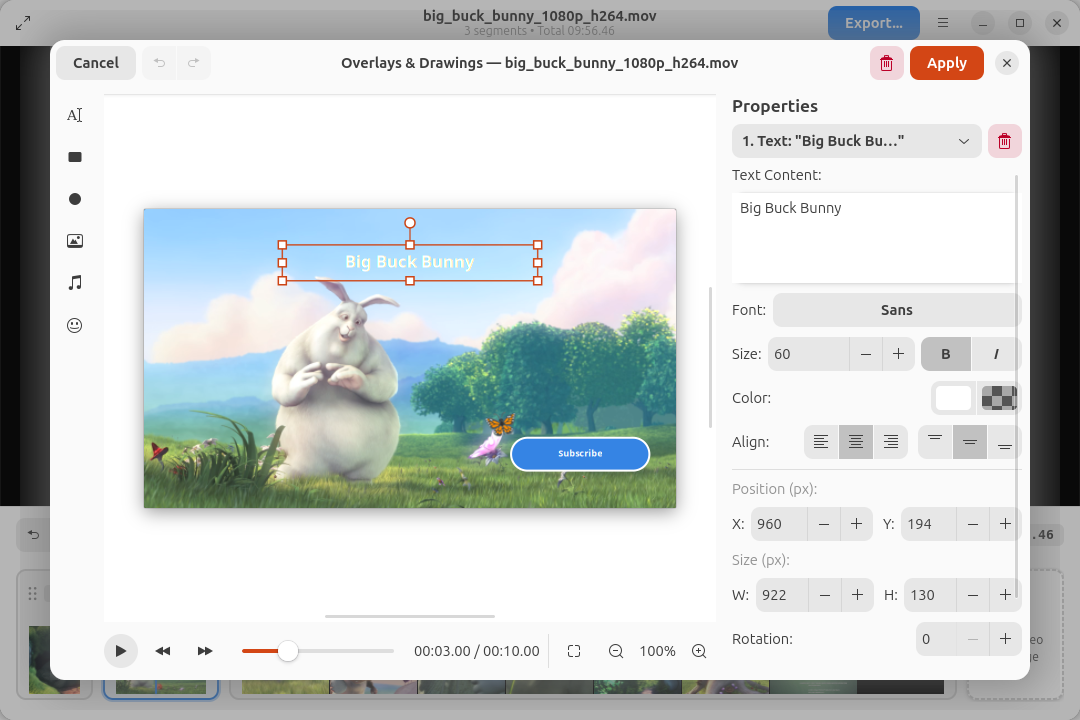 big_buck_bunny_1080p_h264.mov
3 segments • Total 09:56.46
Export...
Cancel
Overlays & Drawings — big_buck_bunny_1080p_h264.mov
Apply
Properties
1. Text: "Big Buck Bu…"
Text Content:
Big Buck Bunny
Big Buck Bunny
Font: Sans
Size: 60 B I
Color:
Subscribe
Align:
Position (px):
X: 960 Y: 194
.46
Size (px):
W: 922 H: 130
Rotation: 0
00:03.00 / 00:10.00
100%